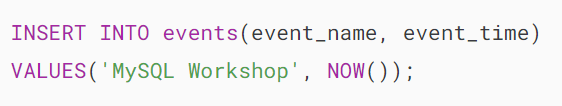 INSERT INTO events(event_name, event_time)
VALUES('MySQL Workshop', NOW());